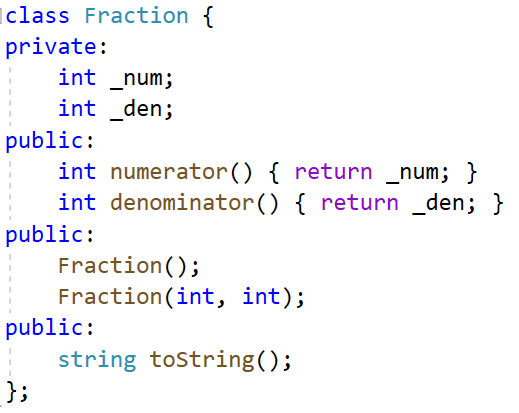 class Fraction {
private:
    int _num;
    int _den;
public:
    int numerator() { return _num; }
    int denominator() { return _den; }
public:
    Fraction();
    Fraction(int, int);
public:
    string toString();
};